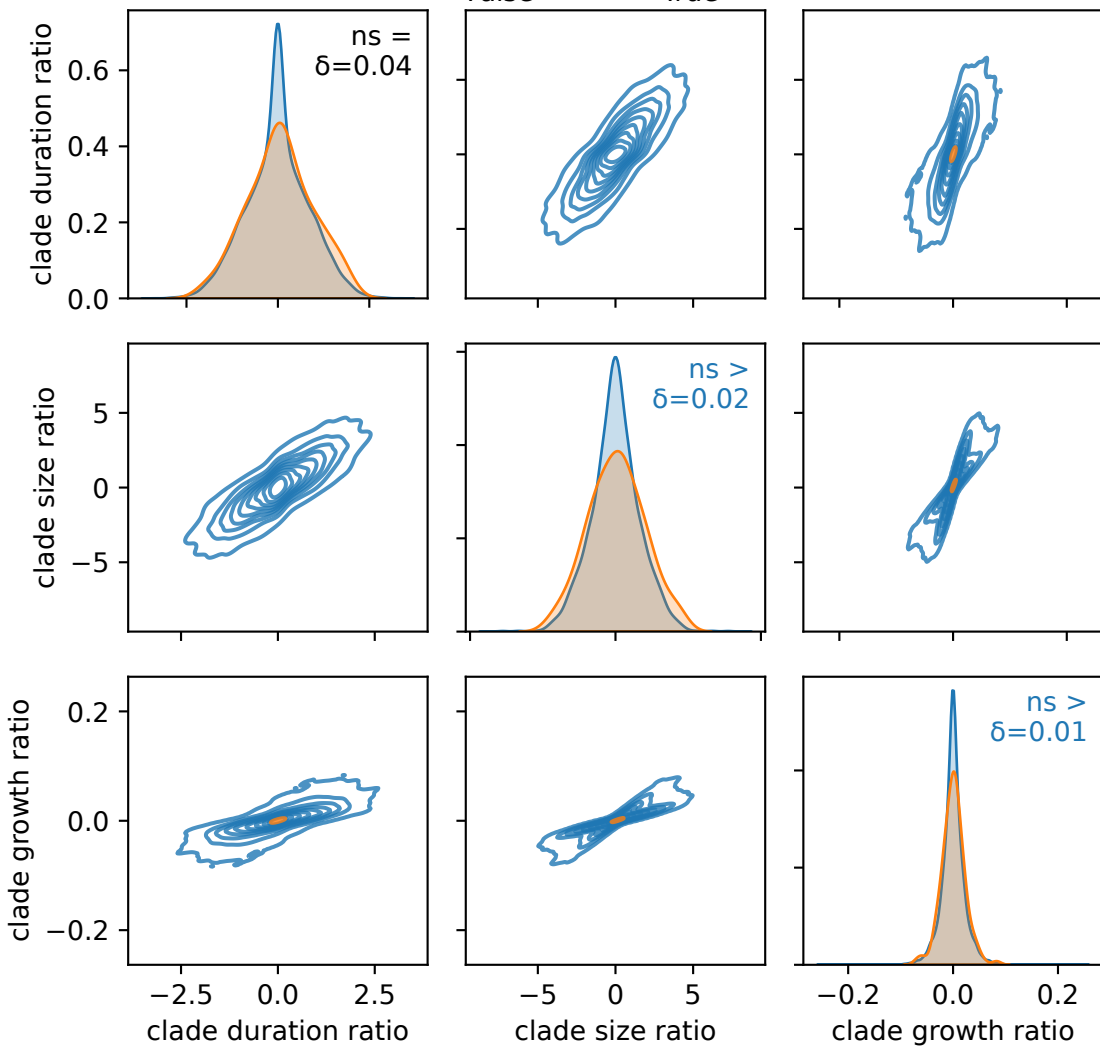 clade duration ratio
0.6
0.4
0.2
0.0
ns =
δ=0.04
clade size ratio
5
0
−5
ns >
δ=0.02
clade growth ratio
0.2
0.0
−0.2
ns >
δ=0.01
−2.5 0.0 2.5
−5 0 5
−0.2 0.0 0.2
clade duration ratio
clade size ratio
clade growth ratio